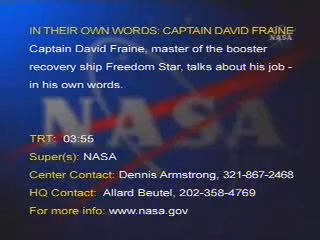 IN THEIR OWN WORDS: CAPTAIN DAVID FRAINE
NASA
Captain David Fraine, master of the booster
recovery ship Freedom Star, talks about his job -
in his own words.
NASA
TRT: 03:55
Super(s): NASA
Center Contact: Dennis Armstrong, 321-867-2468
HQ Contact: Allard Beutel, 202-358-4769
For more info: www.nasa.gov